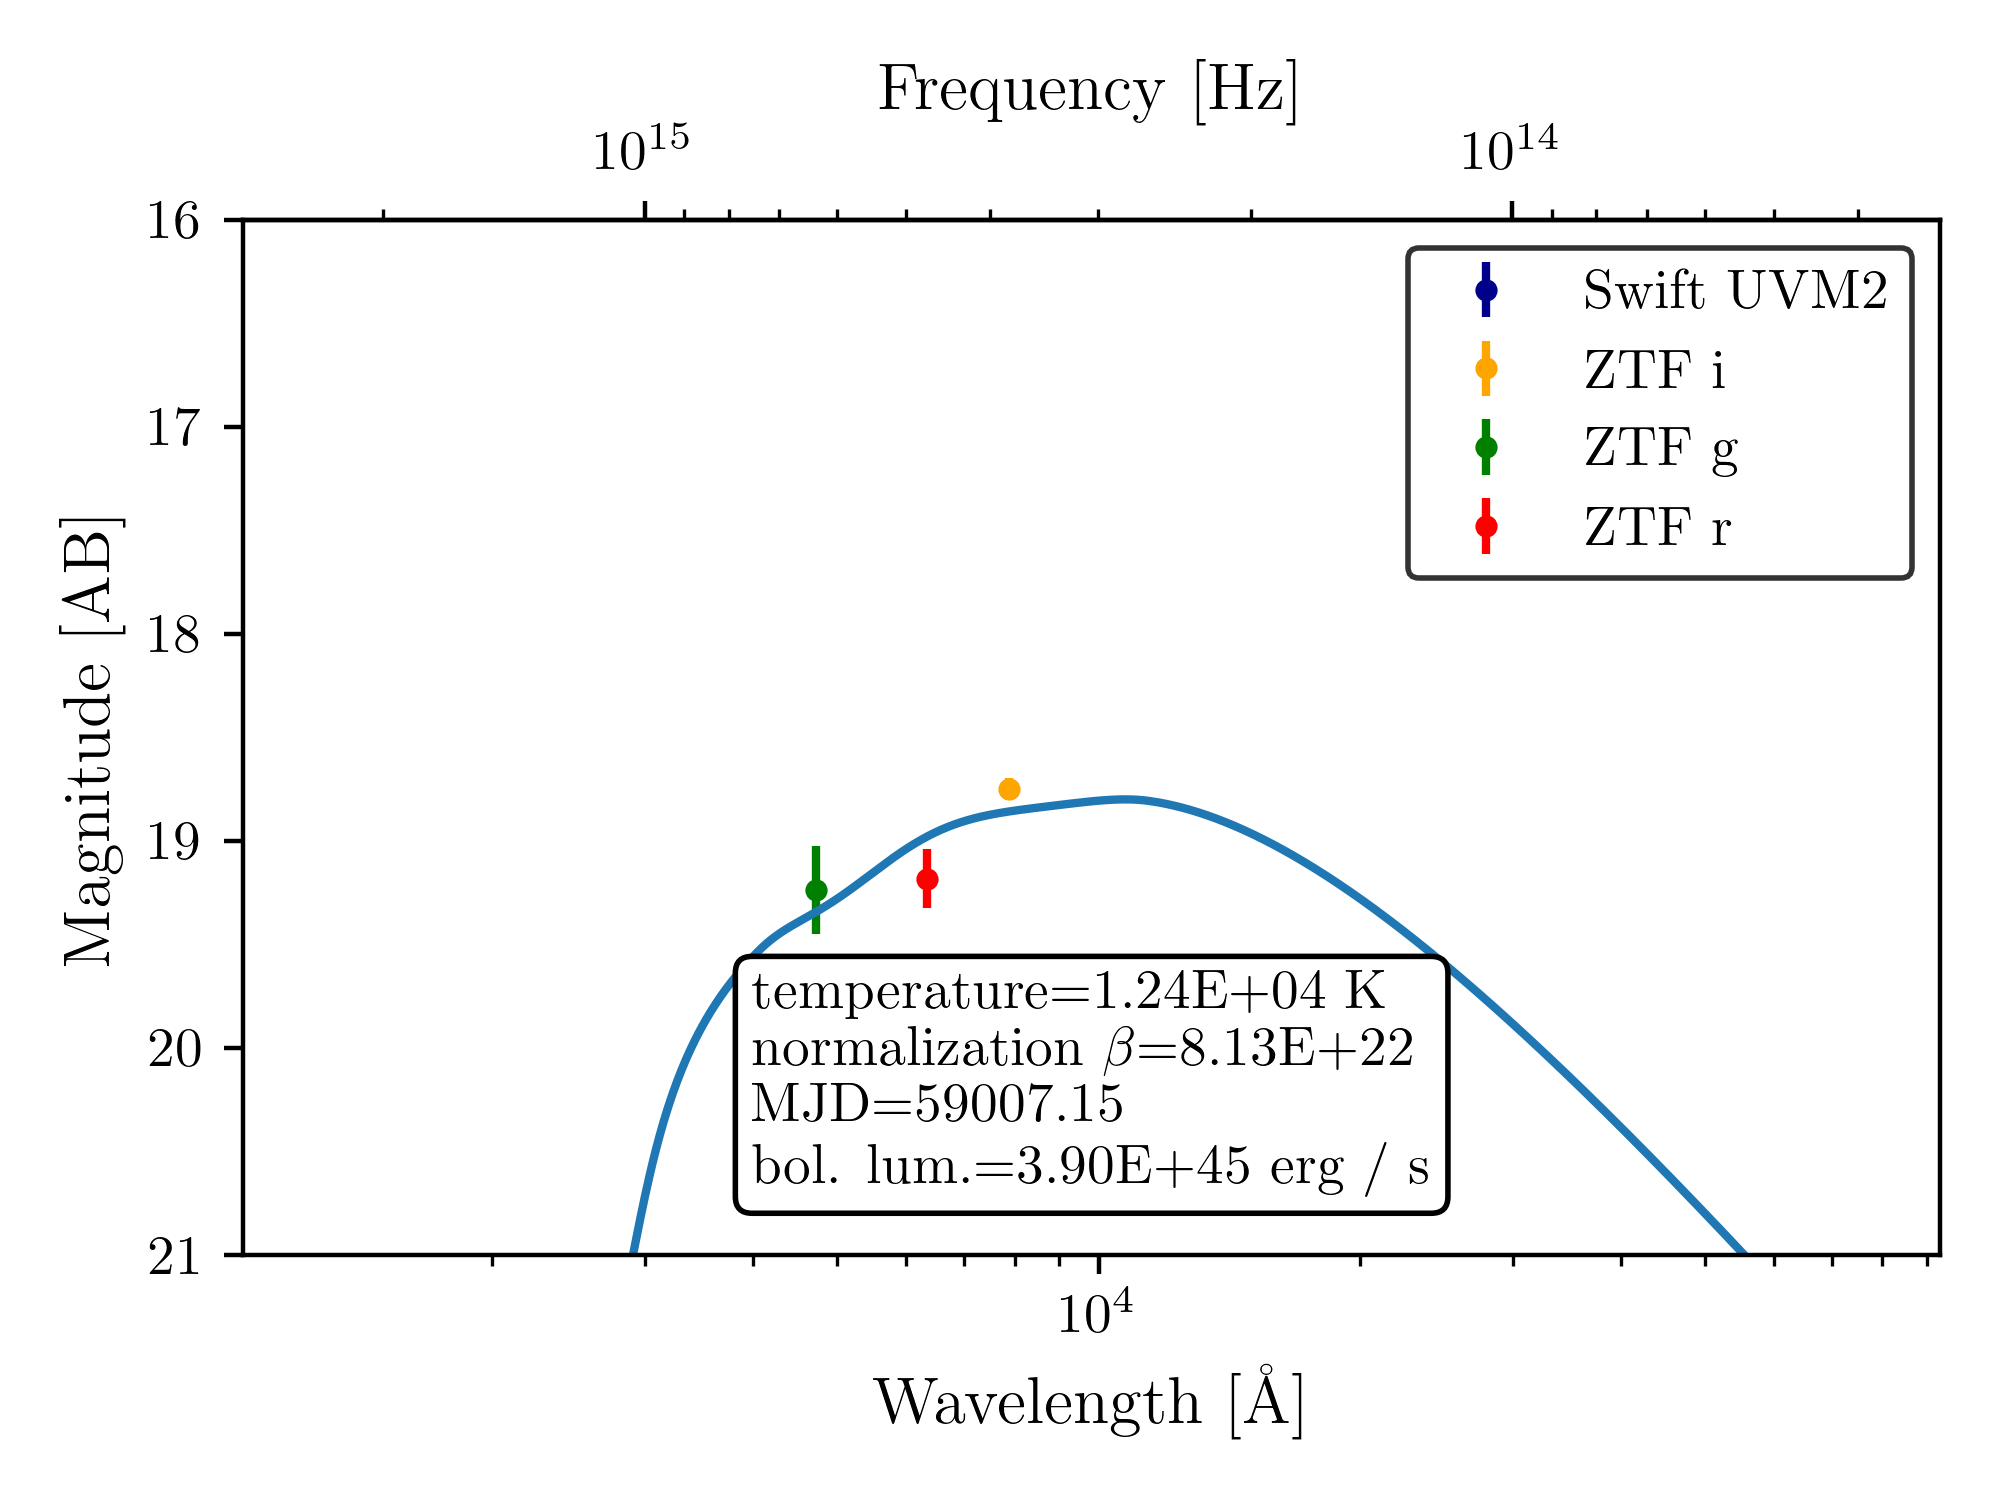 Frequency [Hz]
10^15 10^14
16
17
18
19
20
21
Magnitude [AB]
Swift UVM2
ZTF i
ZTF g
ZTF r
temperature=1.24E+04 K
normalization β=8.13E+22
MJD=59007.15
bol. lum.=3.90E+45 erg / s
10^4
Wavelength [Å]